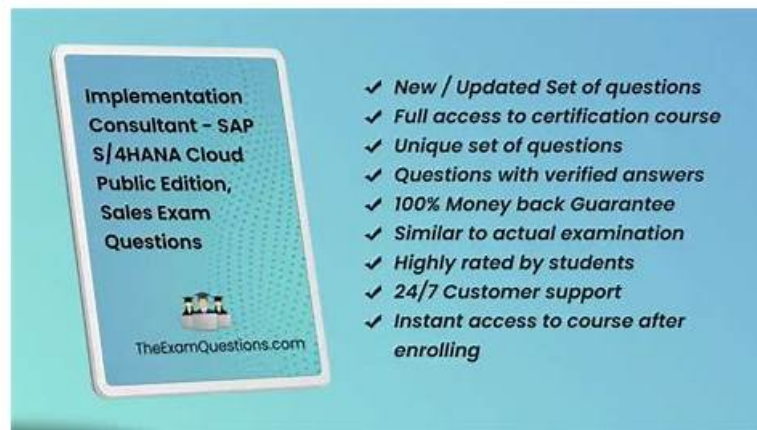 Implementation
Consultant - SAP
S/4HANA Cloud
Public Edition,
Sales Exam
Questions
TheExamQuestions.com
✔ New / Updated Set of questions
✔ Full access to certification course
✔ Unique set of questions
✔ Questions with verified answers
✔ 100% Money back Guarantee
✔ Similar to actual examination
✔ Highly rated by students
✔ 24/7 Customer support
✔ Instant access to course after
enrolling